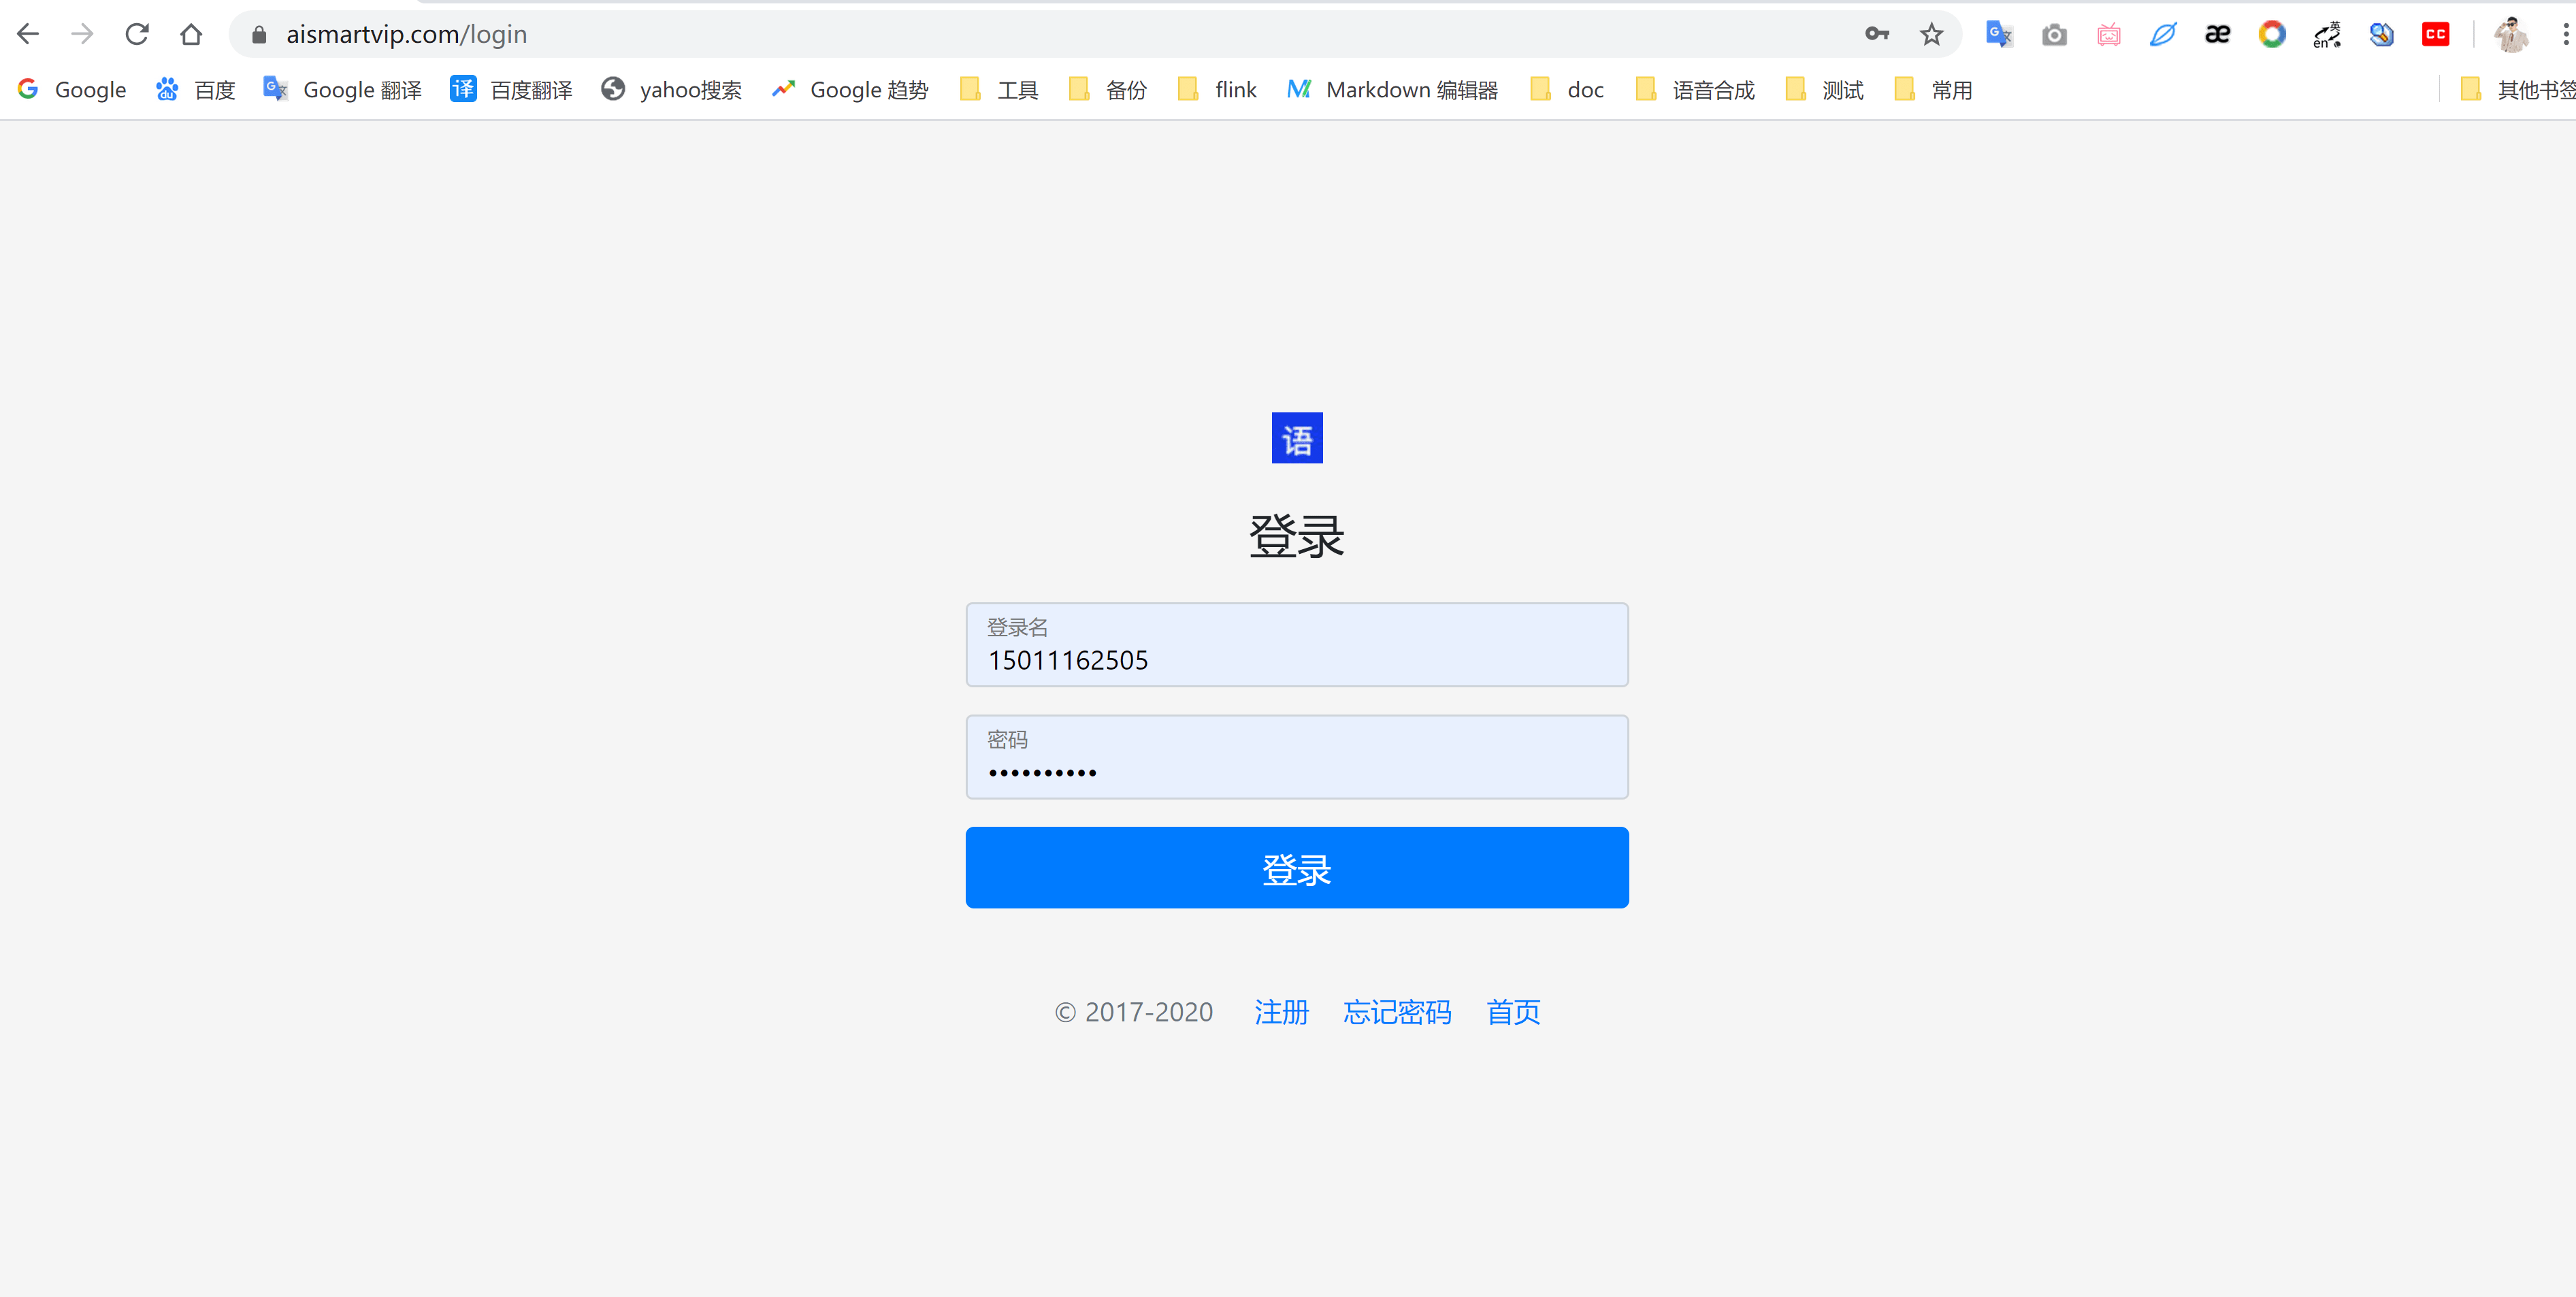 aismartvip.com/login
Google 百度 Google 翻译 译 百度翻译 yahoo搜索 Google 趋势 工具 备份 flink Markdown 编辑器 doc 语音合成 测试 常用 其他书签
语
登录
登录名
15011162505
密码
••••••••••
登录
© 2017-2020 注册 忘记密码 首页